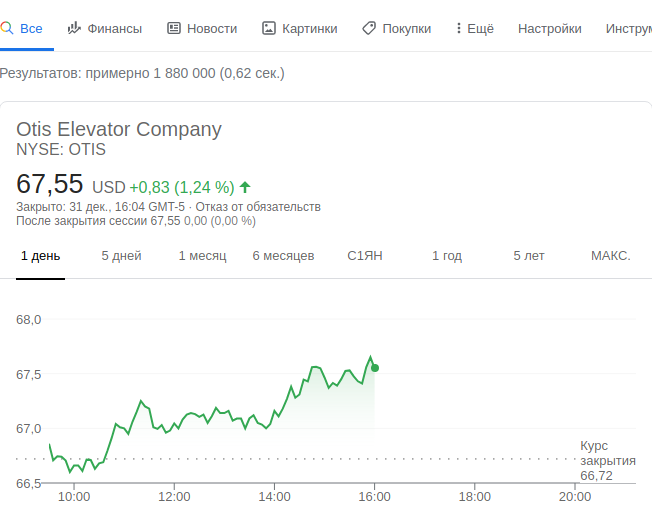 Все Финансы Новости Картинки Покупки Ещё Настройки Инструм
Результатов: примерно 1 880 000 (0,62 сек.)
Otis Elevator Company
NYSE: OTIS
67,55 USD +0,83 (1,24 %)
Закрыто: 31 дек., 16:04 GMT-5 · Отказ от обязательств
После закрытия сессии 67,55 0,00 (0,00 %)
1 день 5 дней 1 месяц 6 месяцев С1ЯН 1 год 5 лет МАКС.
68,0
67,5
67,0
Курс
закрытия
66,72
66,5
10:00 12:00 14:00 16:00 18:00 20:00